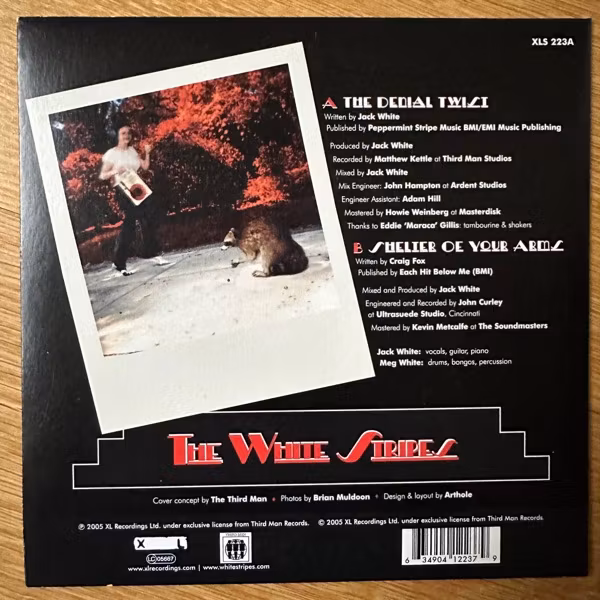 XLS 223A
A THE DENIAL TWIST
Written by Jack White
Published by Peppermint Stripe Music BMI/EMI Music Publishing
Produced by Jack White
Recorded by Matthew Kettle at Third Man Studios
Mixed by Jack White
Mix Engineer: John Hampton at Ardent Studios
Engineer Assistant: Adam Hill
Mastered by Howie Weinberg at Masterdisk
Thanks to Eddie 'Maraca' Gillis: tambourine & shakers
B SHELTER OF YOUR ARMS
Written by Craig Fox
Published by Each Hit Below Me (BMI)
Mixed and Produced by Jack White
Engineered and Recorded by John Curley
at Ultrasuede Studio, Cincinnati
Mastered by Kevin Metcalfe at The Soundmasters
Jack White: vocals, guitar, piano
Meg White: drums, bongos, percussion
THE WHITE STRIPES
Cover concept by The Third Man + Photos by Brian Muldoon + Design & layout by Arthole
℗ 2005 XL Recordings Ltd. under exclusive license from Third Man Records. © 2005 XL Recordings Ltd. under exclusive license from Third Man Records.
X L
LC 05667
www.xlrecordings.com | www.whitestripes.com
6 34904 12237 9